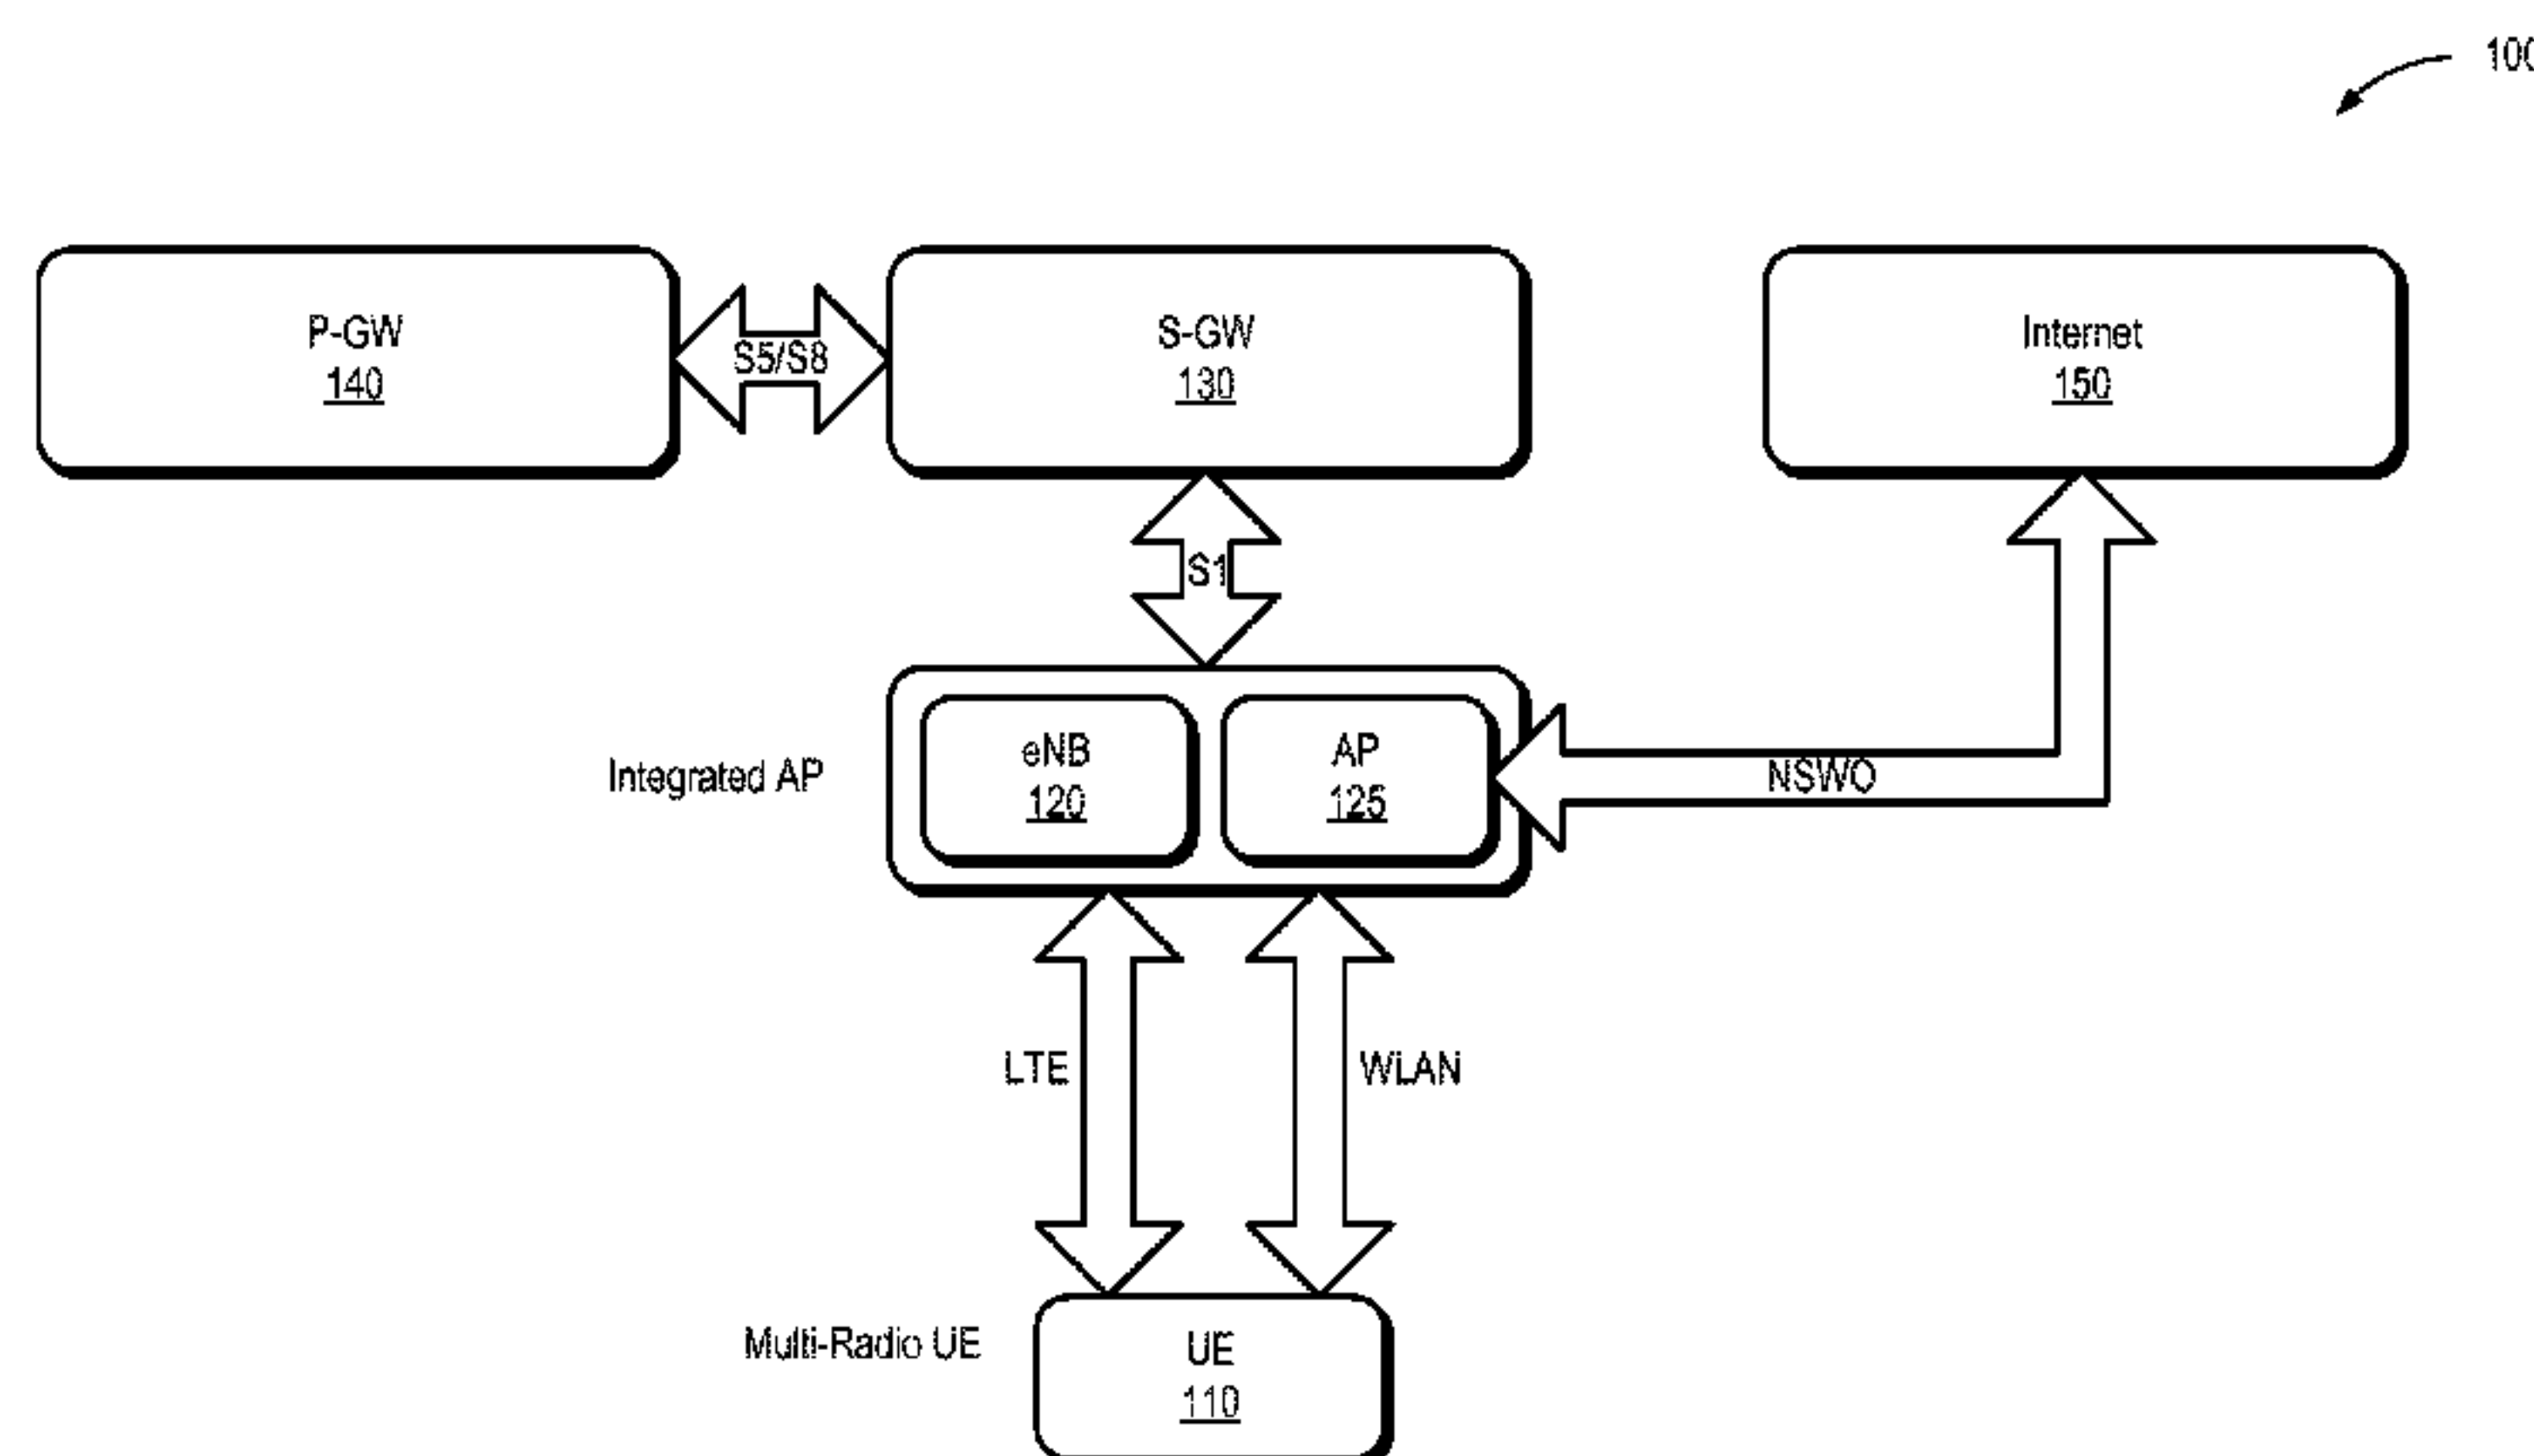 100
P-GW
140
S5/S8
S-GW
130
Internet
150
S1
Integrated AP
eNB
120
AP
125
NSWO
LTE
WLAN
Multi-Radio UE
UE
110